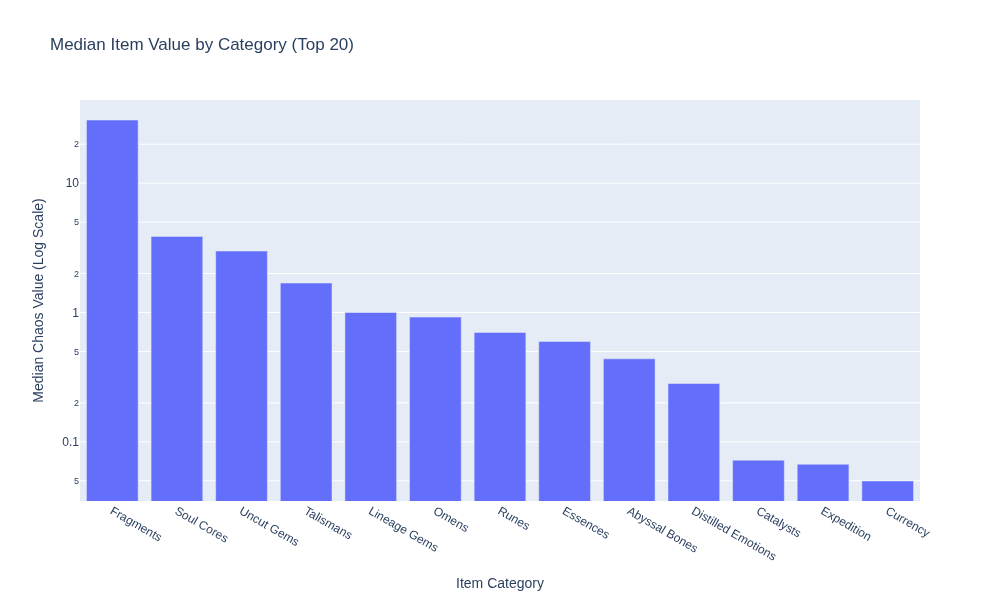 Median Item Value by Category (Top 20)
Median Chaos Value (Log Scale)
2
10
5
2
1
5
2
0.1
5
Fragments
Soul Cores
Uncut Gems
Talismans
Lineage Gems
Omens
Runes
Essences
Abyssal Bones
Distilled Emotions
Catalysts
Expedition
Currency
Item Category